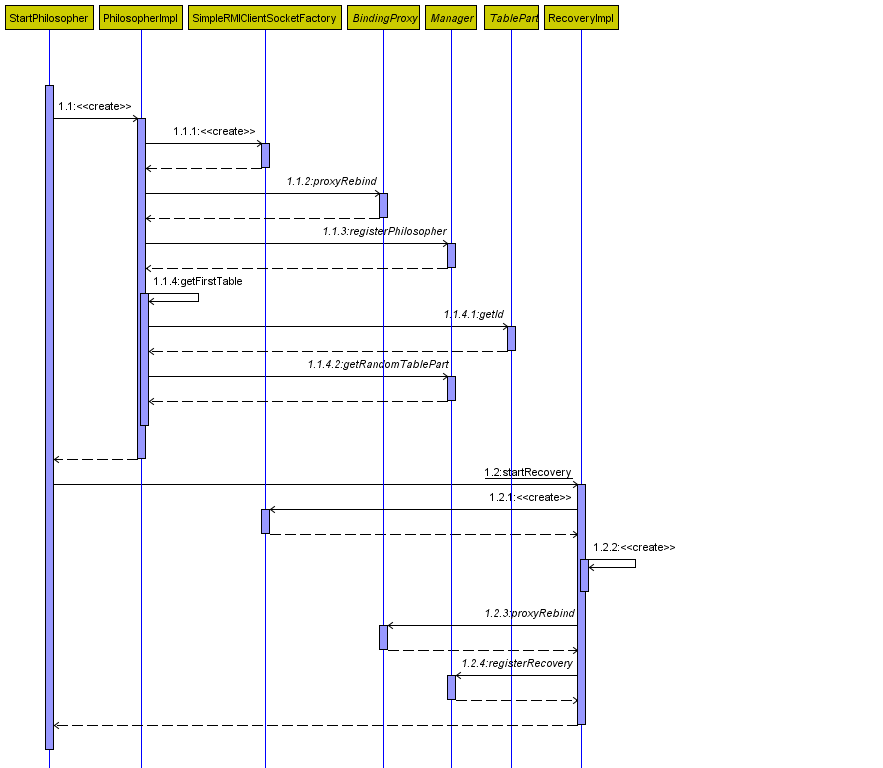 StartPhilosopher
PhilosopherImpl
SimpleRMIClientSocketFactory
BindingProxy
Manager
TablePart
RecoveryImpl
1.1:<<create>>
1.1.1:<<create>>
1.1.2:proxyRebind
1.1.3:registerPhilosopher
1.1.4:getFirstTable
1.1.4.1:getId
1.1.4.2:getRandomTablePart
1.2:startRecovery
1.2.1:<<create>>
1.2.2:<<create>>
1.2.3:proxyRebind
1.2.4:registerRecovery